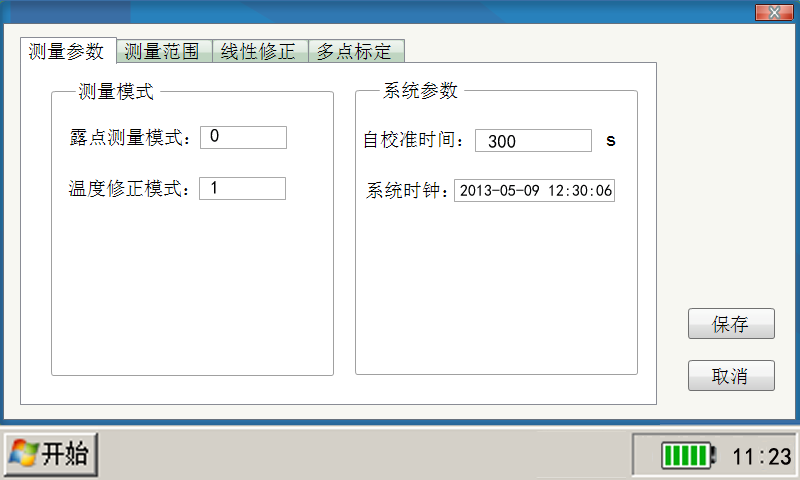 测量参数 测量范围 线性修正 多点标定
测量模式
露点测量模式： 0
温度修正模式： 1
系统参数
自校准时间： 300 s
系统时钟： 2013-05-09 12:30:06
保存
取消
开始
11:23